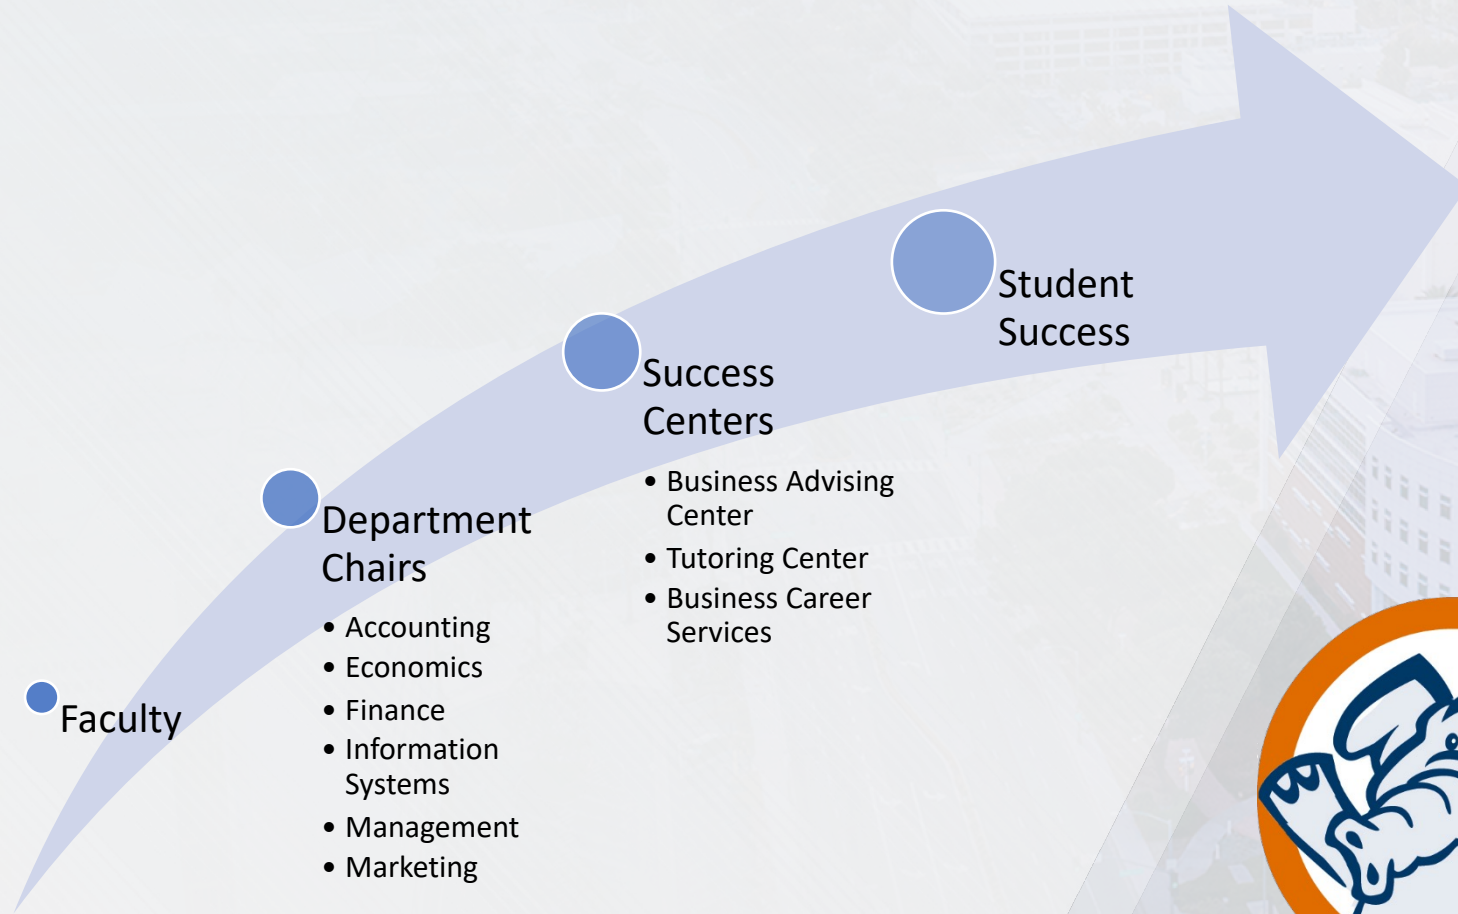 Faculty
Department
Chairs
• Accounting
• Economics
• Finance
• Information
Systems
• Management
• Marketing
Success
Centers
• Business Advising
Center
• Tutoring Center
• Business Career
Services
Student
Success